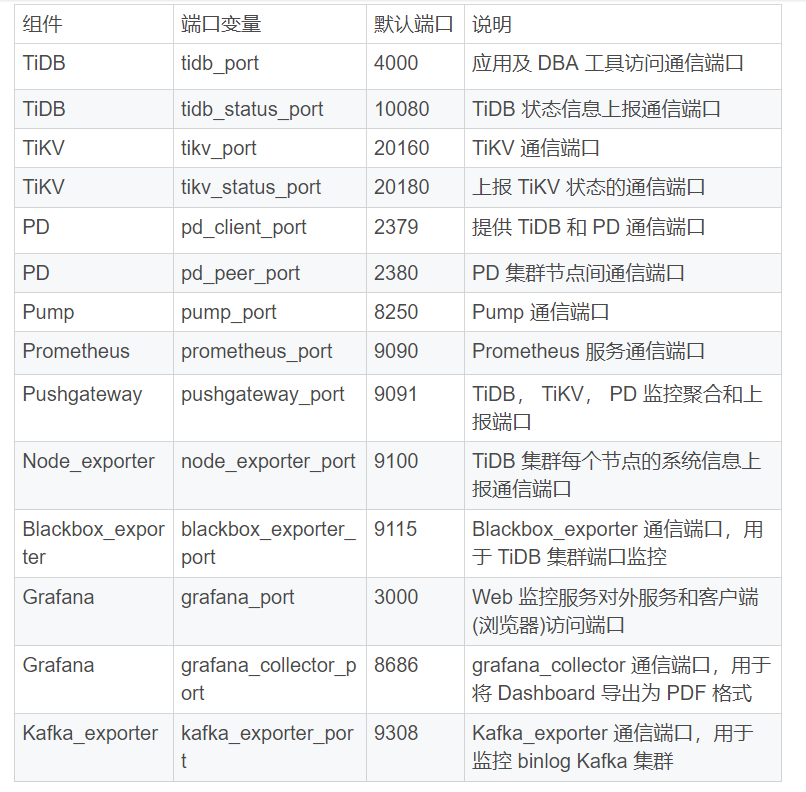 组件 端口变量 默认端口 说明
TiDB tidb_port 4000 应用及 DBA 工具访问通信端口
TiDB tidb_status_port 10080 TiDB 状态信息上报通信端口
TiKV tikv_port 20160 TiKV 通信端口
TiKV tikv_status_port 20180 上报 TiKV 状态的通信端口
PD pd_client_port 2379 提供 TiDB 和 PD 通信端口
PD pd_peer_port 2380 PD 集群节点间通信端口
Pump pump_port 8250 Pump 通信端口
Prometheus prometheus_port 9090 Prometheus 服务通信端口
Pushgateway pushgateway_port 9091 TiDB， TiKV， PD 监控聚合和上
报端口
Node_exporter node_exporter_port 9100 TiDB 集群每个节点的系统信息上
报通信端口
Blackbox_expor blackbox_exporter_ 9115 Blackbox_exporter 通信端口，用
ter port 于 TiDB 集群端口监控
Grafana grafana_port 3000 Web 监控服务对外服务和客户端
(浏览器)访问端口
Grafana grafana_collector_p 8686 grafana_collector 通信端口，用于
ort 将 Dashboard 导出为 PDF 格式
Kafka_exporter kafka_exporter_por 9308 Kafka_exporter 通信端口，用于
t 监控 binlog Kafka 集群